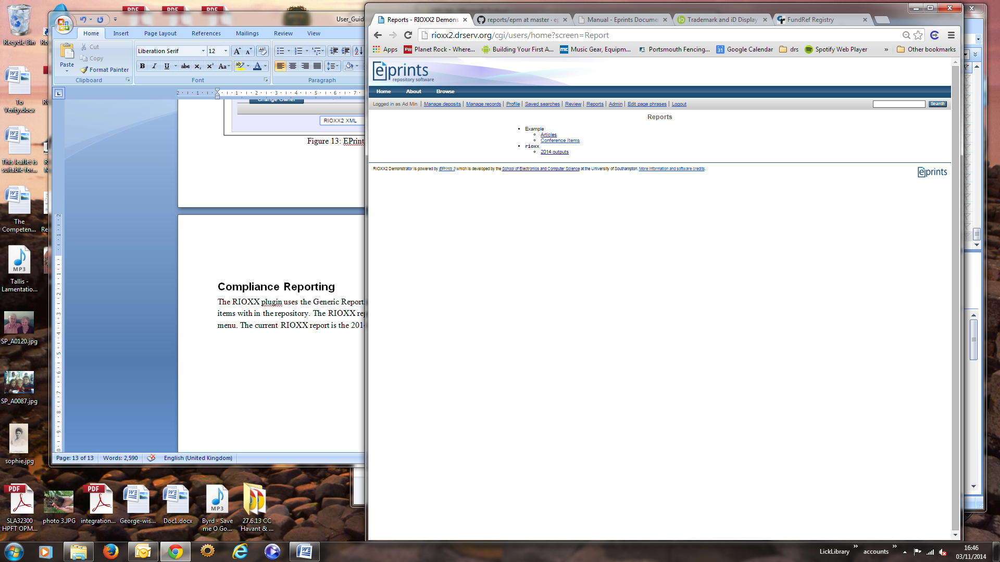 Recycle Bin
To
Verity.docx
This leaflet is
suitable for...
The
Competen...
MP3
Tallis -
Lamentatio...
SP_A0120.jpg
SP_A0087.jpg
sophie.jpg
PDF
SLA32300
HPFT OPM...
photo 3.JPG
PDF
integration...
George-wis...
Doc1.docx
MP3
Byrd - Save
me O Go...
27.6.13 CC
Havant & ...
PDF PDF PDF
User_Guid
Home Insert Page Layout References Mailings Review View
Paste
Cut
Copy
Format Painter
Clipboard
Liberation Serif 12
Font
Paragraph
Change Owner
RIOXX2 XML
Figure 13: EPrint
Compliance Reporting
The RIOXX plugin uses the Generic Report
items with in the repository. The RIOXX rep
menu. The current RIOXX report is the 201
Page: 13 of 13 Words: 2,590 English (United Kingdom)
Reports - RIOXX2 Demons
reports/epm at master · ep
Manual - Eprints Documen
Trademark and iD Display
FundRef Registry
rioxx2.drserv.org/cgi/users/home?screen=Report
Apps
Planet Rock - Where...
Building Your First A...
Music Gear, Equipm...
Portsmouth Fencing...
Google Calendar
drs
Spotify Web Player
»
Other bookmarks
eprints
repository software
Home About Browse
Logged in as Ad Min | Manage deposits | Manage records | Profile | Saved searches | Review | Reports | Admin | Edit page phrases | Logout
Search
Reports
Example
Articles
Conference Items
rioxx
2014 outputs
RIOXX2 Demonstrator is powered by EPrints 3 which is developed by the School of Electronics and Computer Science at the University of Southampton. More information and software credits.
eprints
LickLibrary » accounts »
16:46
03/11/2014